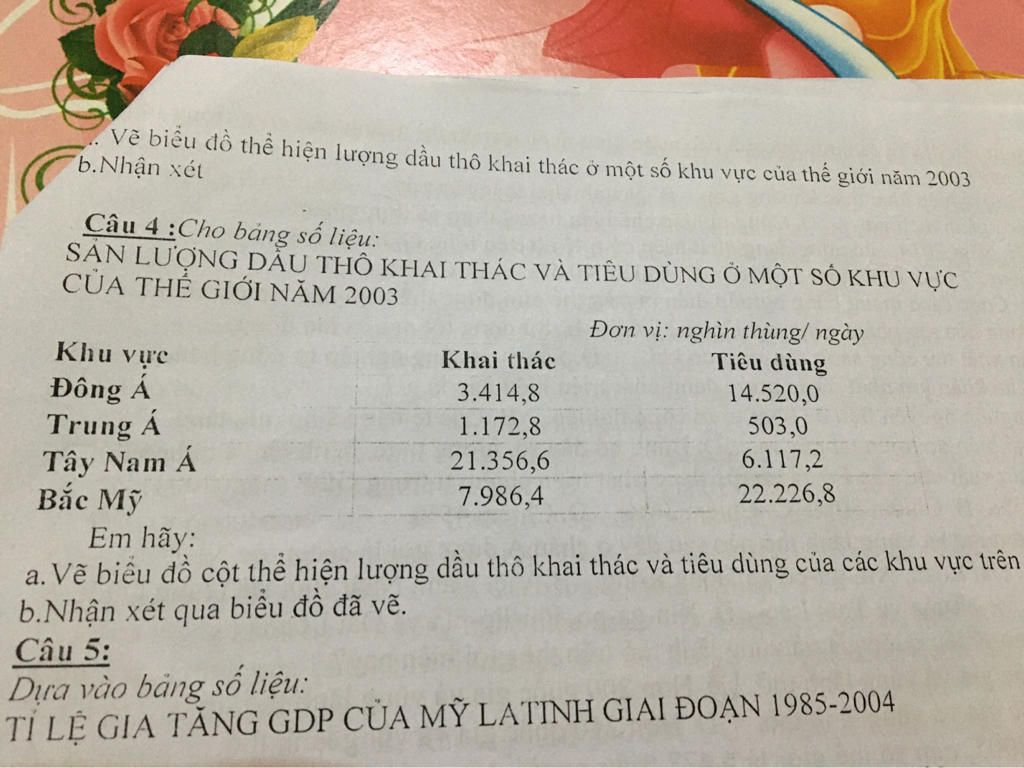 Vẽ biểu đồ thể hiện lượng dầu thô khai thác ở một số khu vực của thế giới năm 2003
b.Nhận xét
Câu 4 :Cho bảng số liệu:
SẢN LƯỢNG DẦU THÔ KHAI THÁC VÀ TIÊU DÙNG Ở MỘT SỐ KHU VỰC
CỦA THẾ GIỚI NĂM 2003
Đơn vị: nghìn thùng/ ngày
Khu vực Khai thác Tiêu dùng
Đông Á 3.414,8 14.520,0
Trung Á 1.172,8 503,0
Tây Nam Á 21.356,6 6.117,2
Bắc Mỹ 7.986,4 22.226,8
Em hãy:
a.Vẽ biểu đồ cột thể hiện lượng dầu thô khai thác và tiêu dùng của các khu vực trên
b.Nhận xét qua biểu đồ đã vẽ.
Câu 5:
Dựa vào bảng số liệu:
TỈ LỆ GIA TĂNG GDP CỦA MỸ LATINH GIAI ĐOẠN 1985-2004